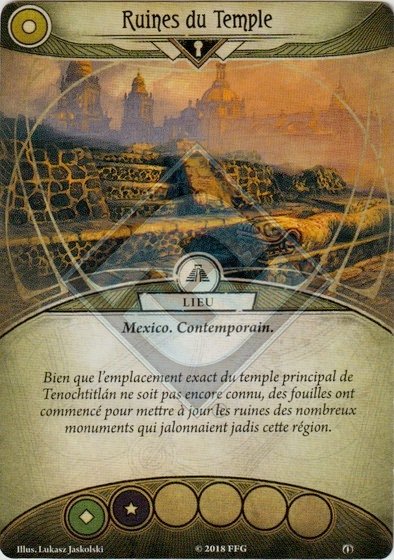 Ruines du Temple
LIEU
Mexico. Contemporain.
Bien que l'emplacement exact du temple principal de
Tenochtitlán ne soit pas encore connu, des fouilles ont
commencé pour mettre à jour les ruines des nombreux
monuments qui jalonnaient jadis cette région.
Illus. Lukasz Jaskolski
© 2018 FFG